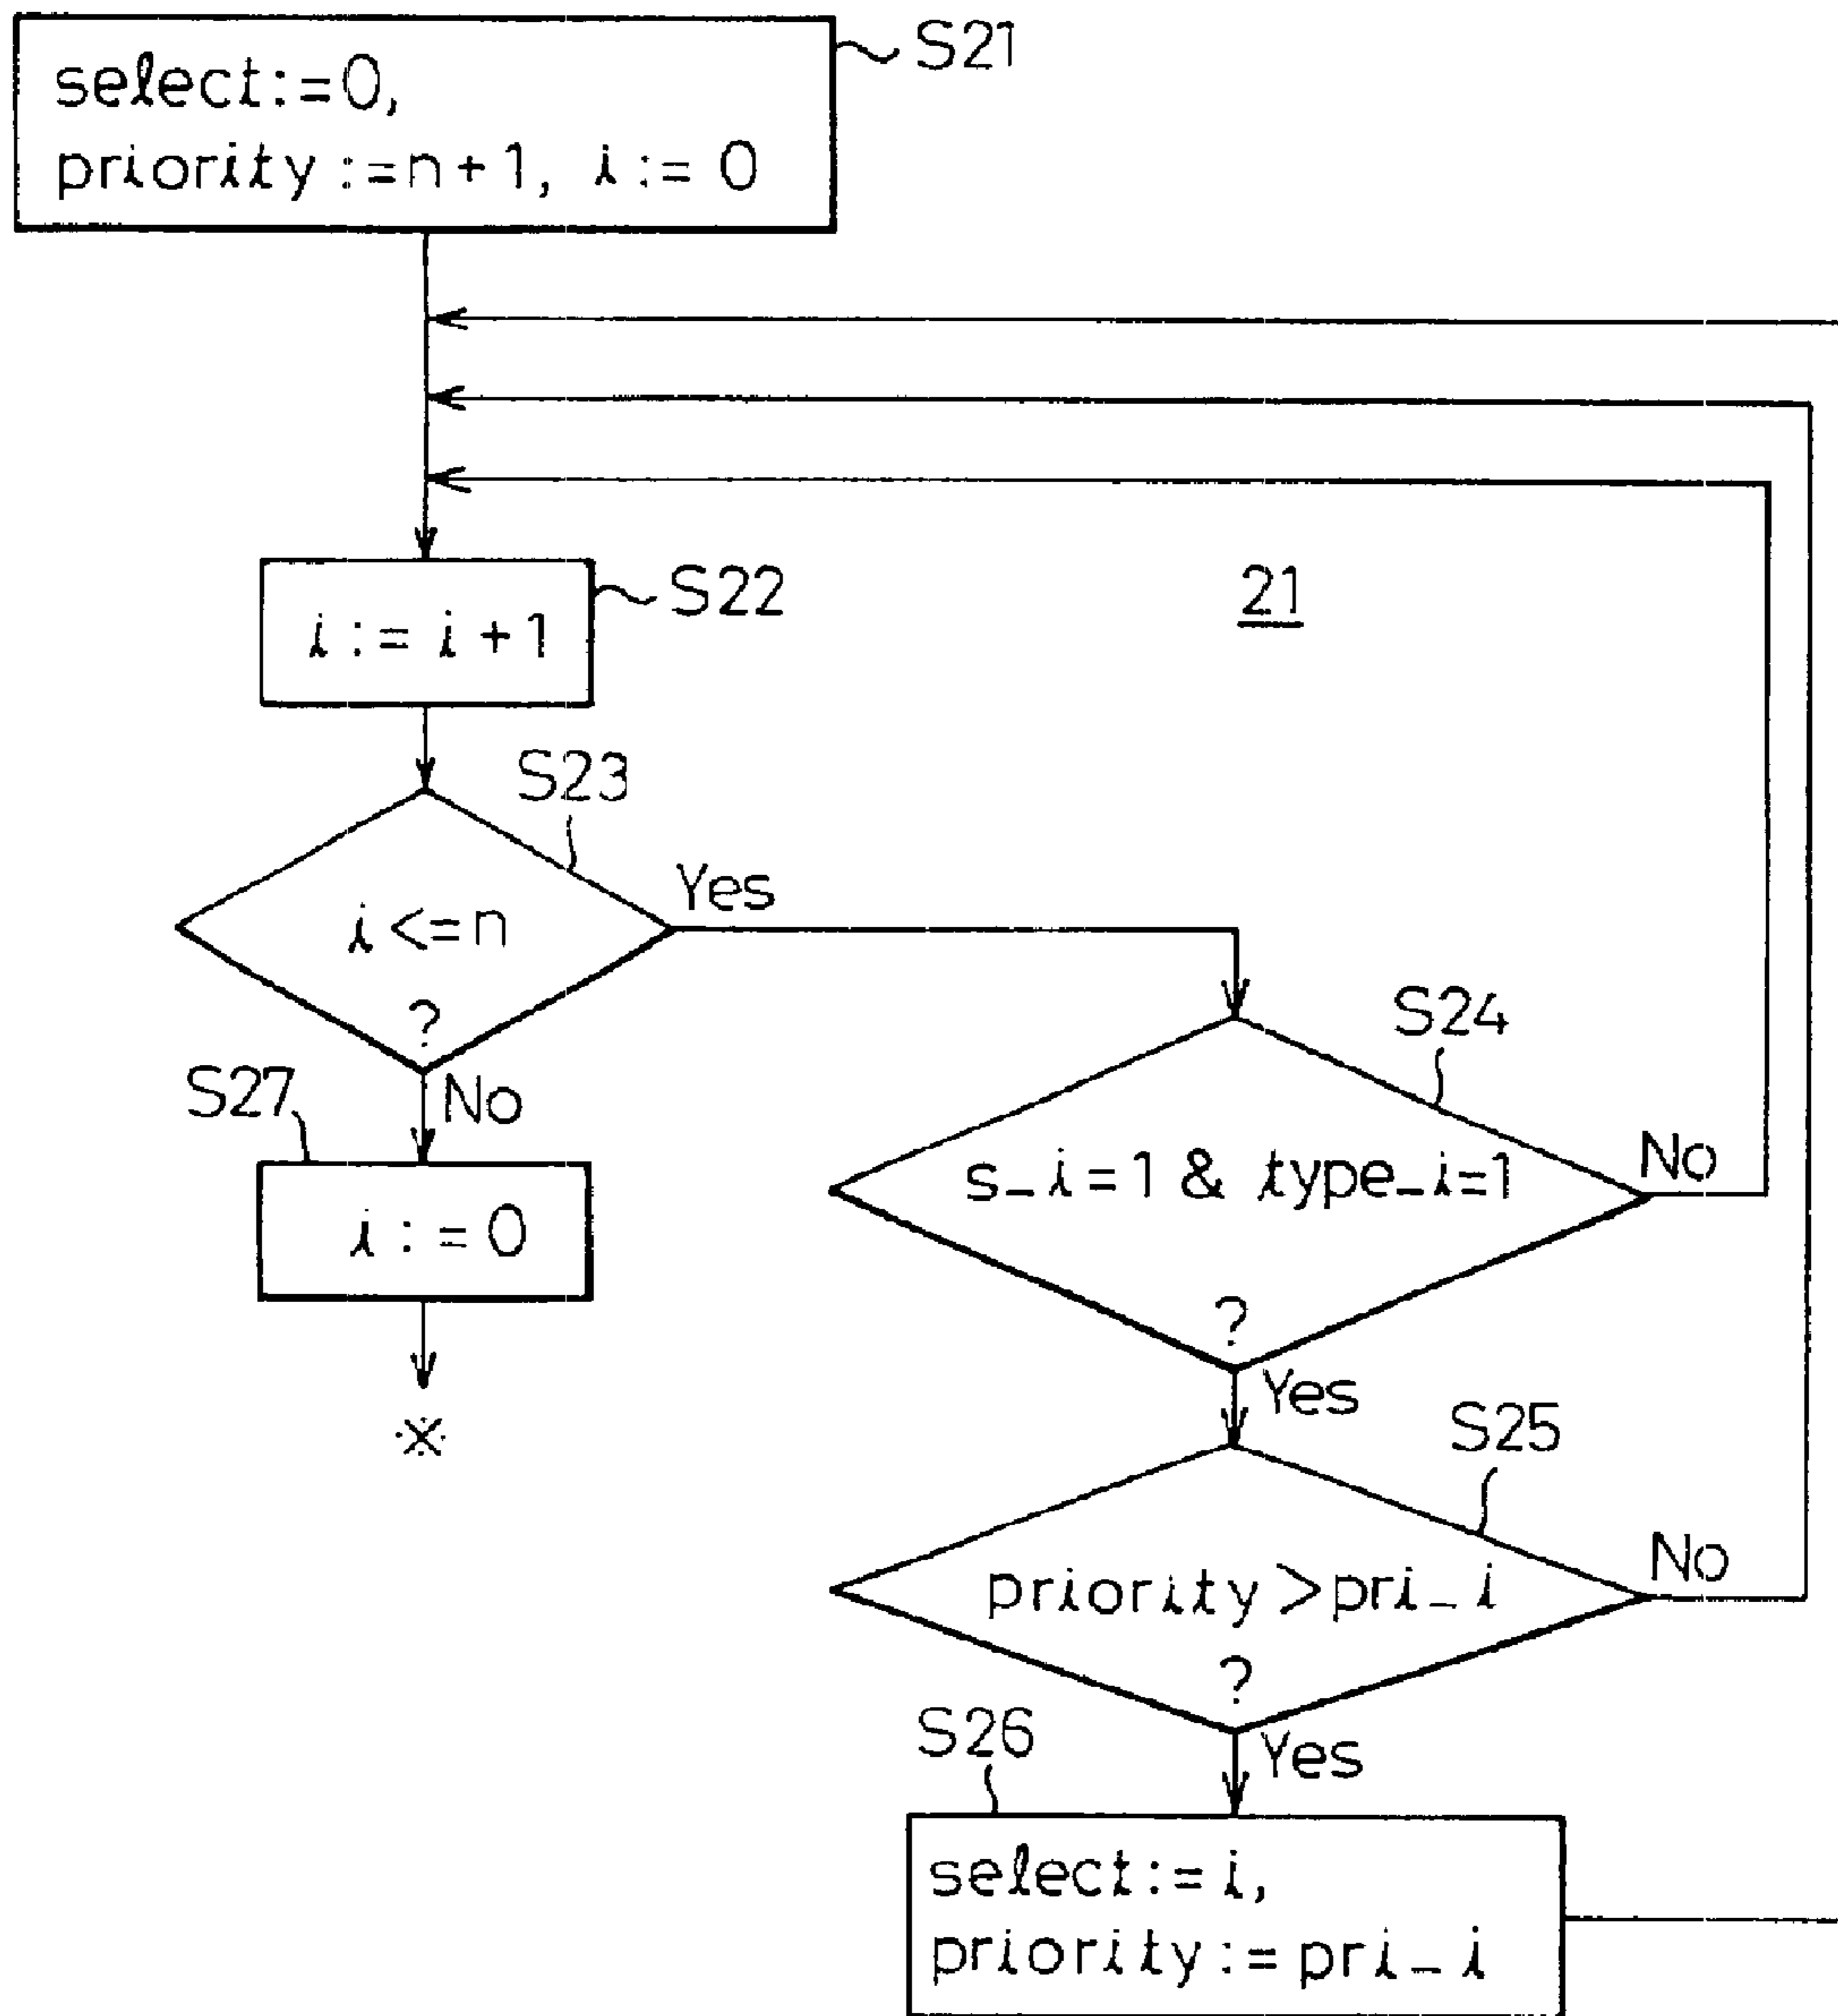 select:=0,
priority:=n+1, i:=0
S21
i:=i+1
S22
21
S23
i<=n
?
Yes
No
S27
i:=0
※
S24
s_i=1 & type_i=1
?
No
Yes
S25
priority>pri_i
?
No
Yes
S26
select:=i,
priority:=pri_i